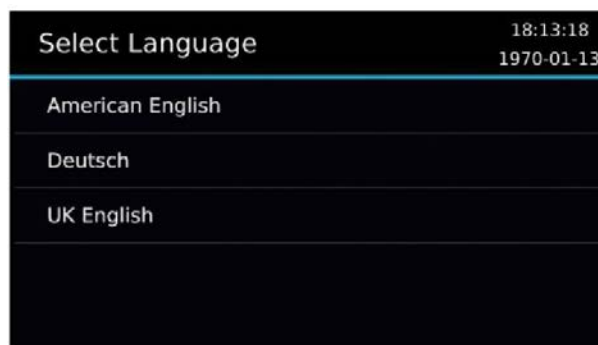 Select Language
18:13:18
1970-01-13
American English
Deutsch
UK English